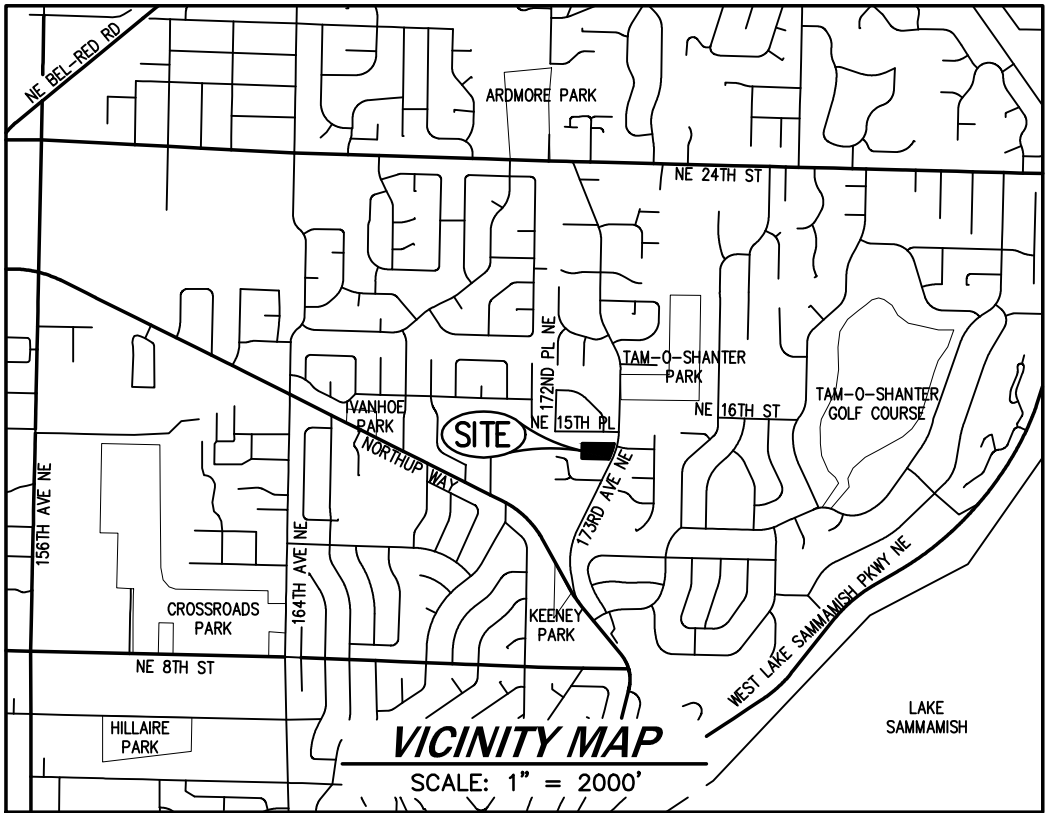 NE BEL-RED RD
ARDMORE PARK
NE 24TH ST
172ND PL NE
TAM-O-SHANTER
PARK
TAM-O-SHANTER
GOLF COURSE
IVANHOE
PARK
NE 16TH ST
NE 15TH PL
SITE
NORTHUP WAY
173RD AVE NE
156TH AVE NE
164TH AVE NE
CROSSROADS
PARK
KEENEY
PARK
WEST LAKE SAMMAMISH PKWY NE
NE 8TH ST
HILLAIRE
PARK
LAKE
SAMMAMISH
VICINITY MAP
SCALE: 1" = 2000'